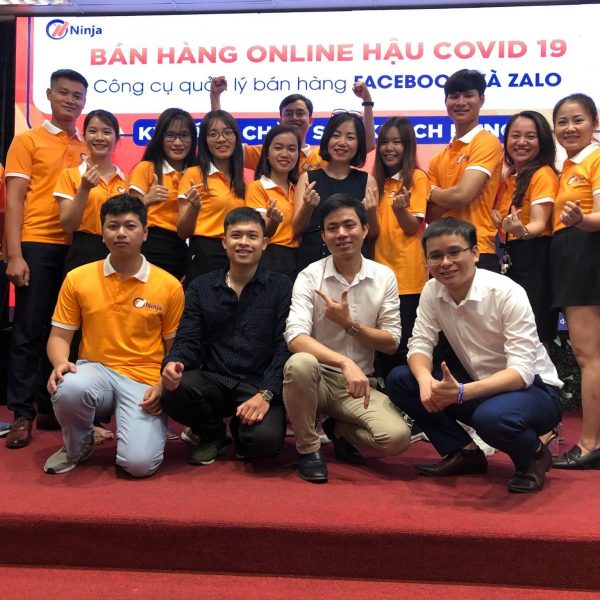 Ninja
BÁN HÀNG ONLINE HẬU COVID 19
Công cụ quản lý bán hàng FACEBOOK VÀ ZALO
Ninja